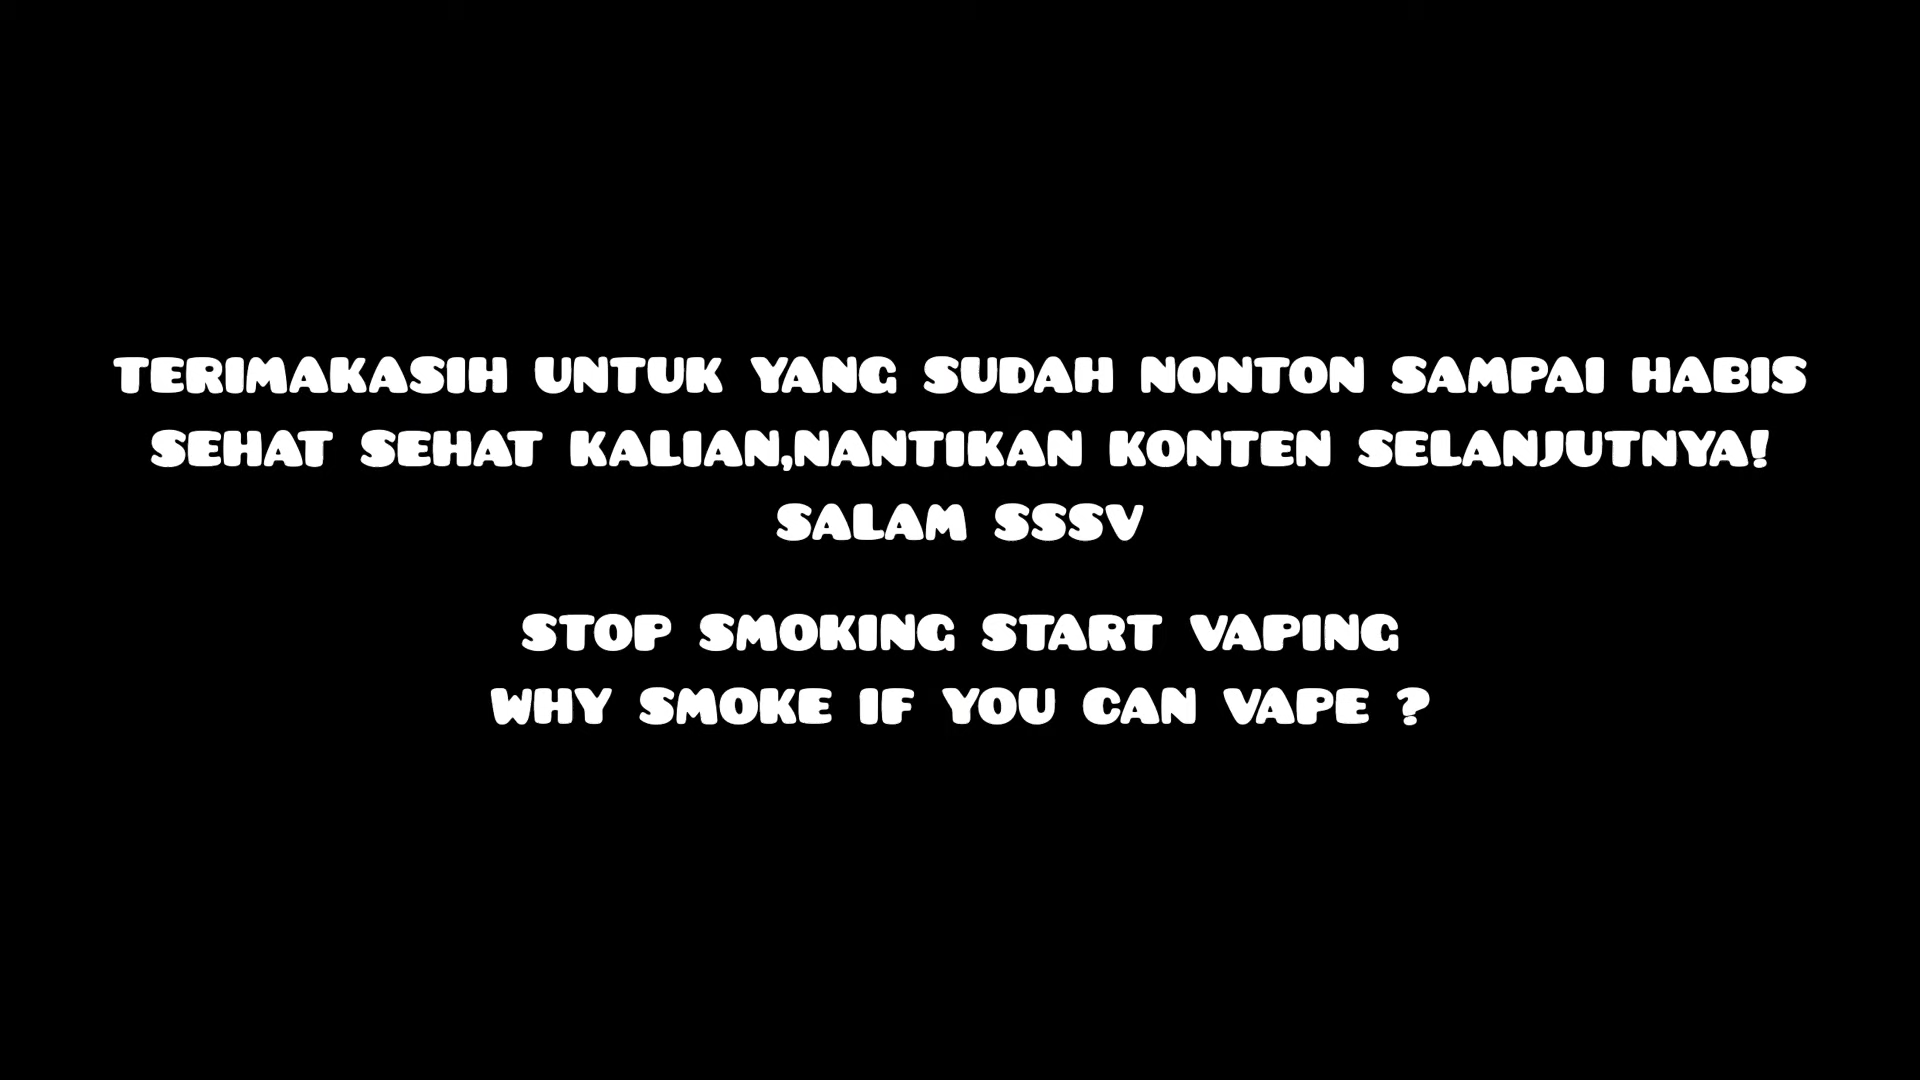 TERIMAKASIH UNTUK YANG SUDAH NONTON SAMPAI HABIS
SEHAT SEHAT KALIAN,NANTIKAN KONTEN SELANJUTNYA!
SALAM SSSV
STOP SMOKING START VAPING
WHY SMOKE IF YOU CAN VAPE ?